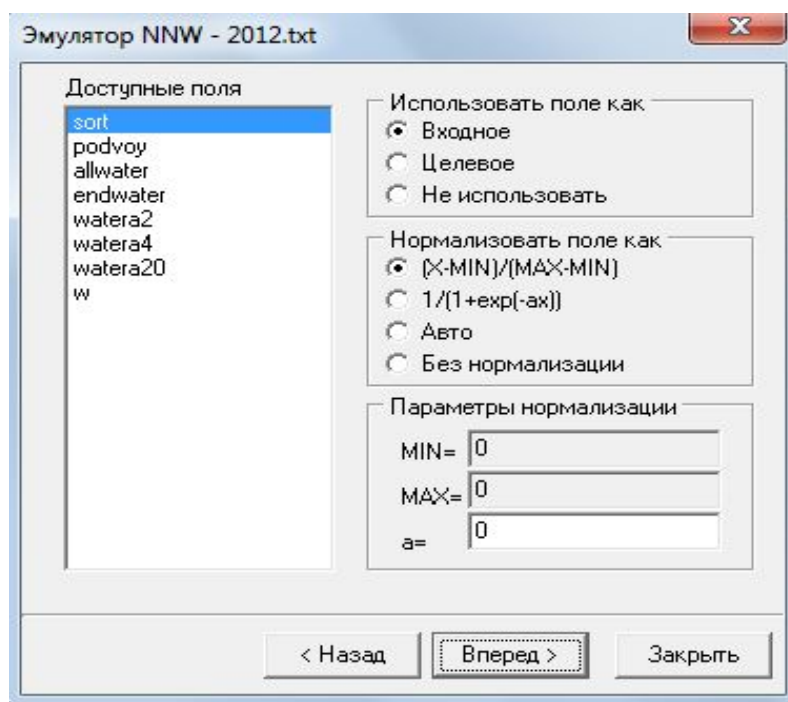 Эмулятор NNW - 2012.txt
Доступные поля
sort
podvoy
allwater
endwater
watera2
watera4
watera20
w
Использовать поле как
Входное
Целевое
Не использовать
Нормализовать поле как
(X-MIN)/(MAX-MIN)
1/(1+exp(-ax))
Авто
Без нормализации
Параметры нормализации
MIN= 0
MAX= 0
a= 0
< Назад
Вперед >
Закрыть